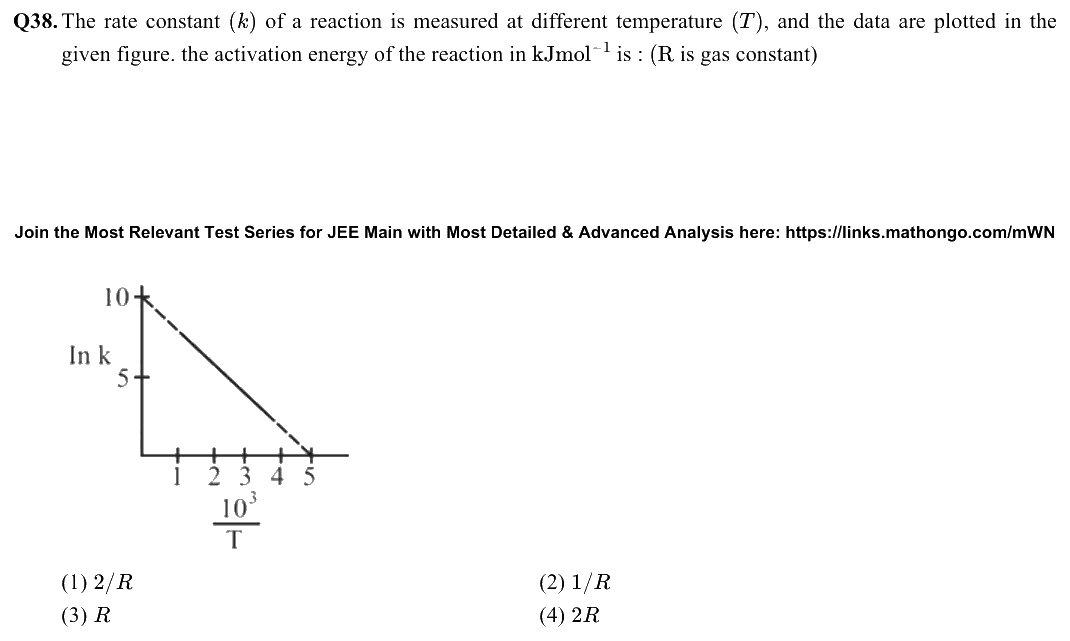 Q38. The rate constant (k) of a reaction is measured at different temperature (T), and the data are plotted in the
given figure. the activation energy of the reaction in kJmol⁻¹ is : (R is gas constant)
Join the Most Relevant Test Series for JEE Main with Most Detailed & Advanced Analysis here: https://links.mathongo.com/mWN
10
In k
5
1 2 3 4 5
10³
T
(1) 2/R (2) 1/R
(3) R (4) 2R